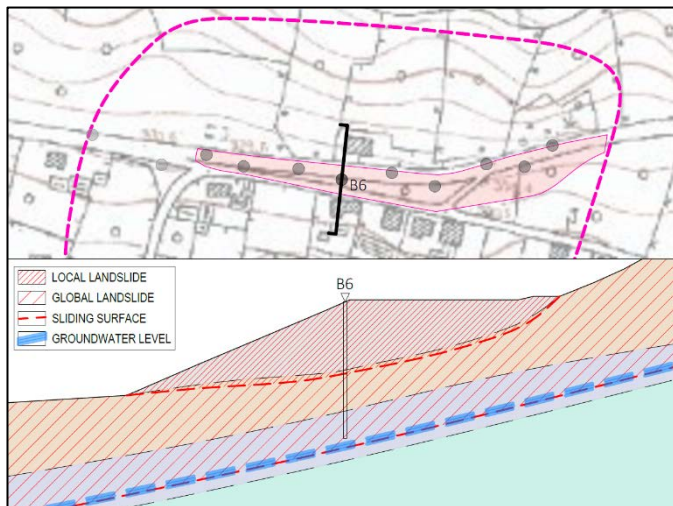 B6
LOCAL LANDSLIDE
GLOBAL LANDSLIDE
SLIDING SURFACE
GROUNDWATER LEVEL
B6